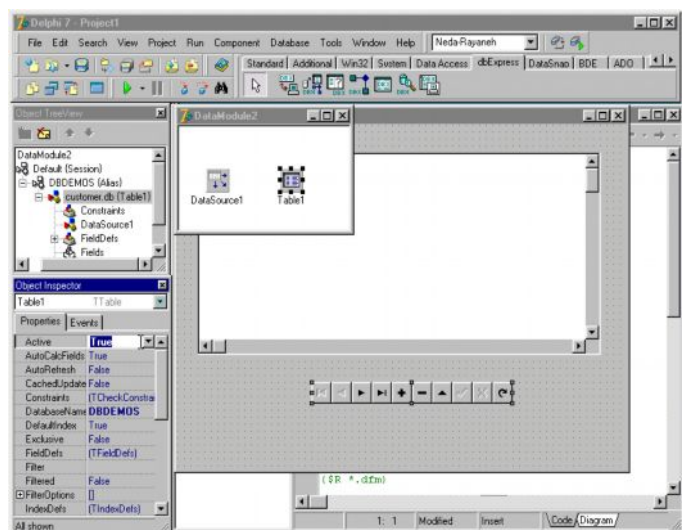 Delphi 7 - Project1
File Edit Search View Project Run Component Database Tools Window Help Neda-Rayaneh
Standard Additional Win32 System Data Access dbExpress DataSnap BDE ADO
Object TreeView
DataModule2
Default (Session)
DBDEMOS (Alias)
customer.db (Table1)
Constraints
DataSource1
FieldDefs
Fields
DataModule2
DataSource1 Table1
Object Inspector
Table1 TTable
Properties Events
Active True
AutoCalcFields True
AutoRefresh False
CachedUpdate False
Constraints (TCheckConstrai
DatabaseName DBDEMOS
DefaultIndex True
Exclusive False
FieldDefs (TFieldDefs)
Filter
Filtered False
FilterOptions []
IndexDefs (TIndexDefs)
All shown
{$R *.dfm}
1: 1 Modified Insert Code Diagram